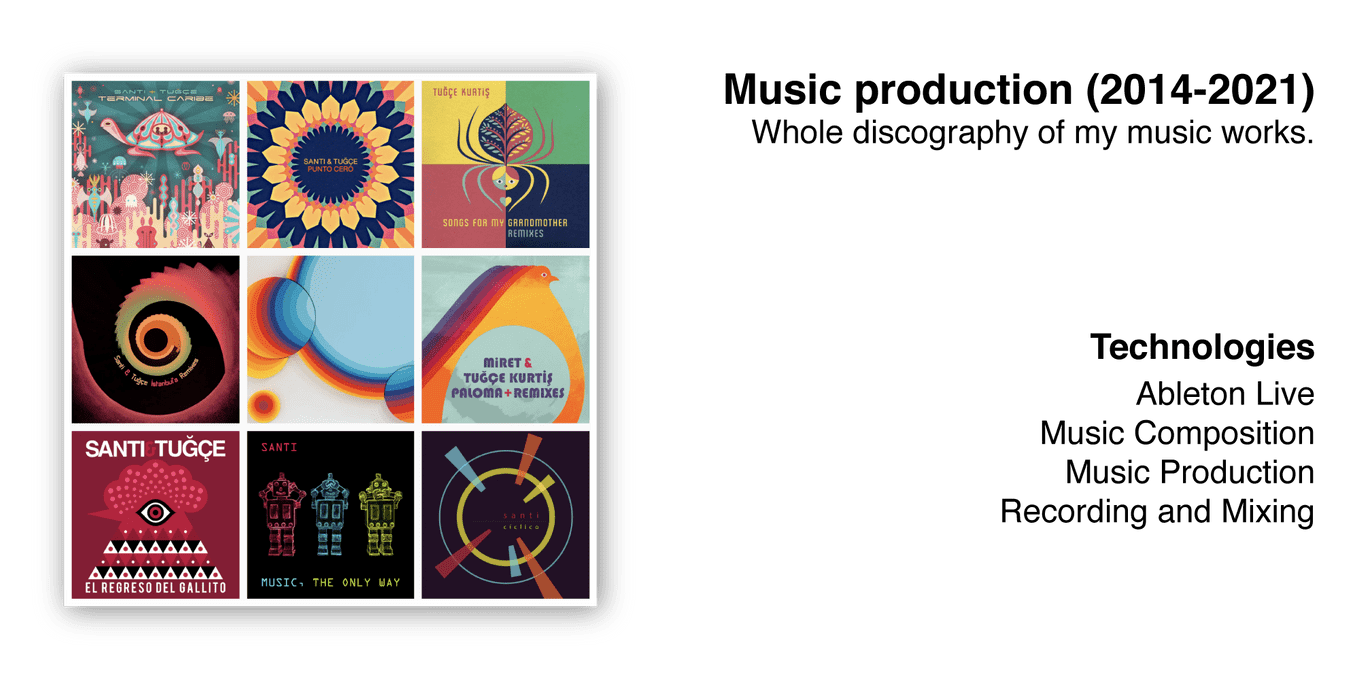 SANTI + TUĞÇE
TERMINAL CARIBE
SANTI & TUĞÇE
PUNTO CERO
TUĞÇE KURTIŞ
SONGS FOR MY GRANDMOTHER
REMIXES
Santi & Tuğçe İstanbul'a Remixes
MiRET &
TUĞÇE KURTİŞ
PALOMA + REMIXES
SANTI & TUĞÇE
EL REGRESO DEL GALLITO
SANTI
MUSIC, THE ONLY WAY
santi
cíclico
Music production (2014-2021)
Whole discography of my music works.
Technologies
Ableton Live
Music Composition
Music Production
Recording and Mixing